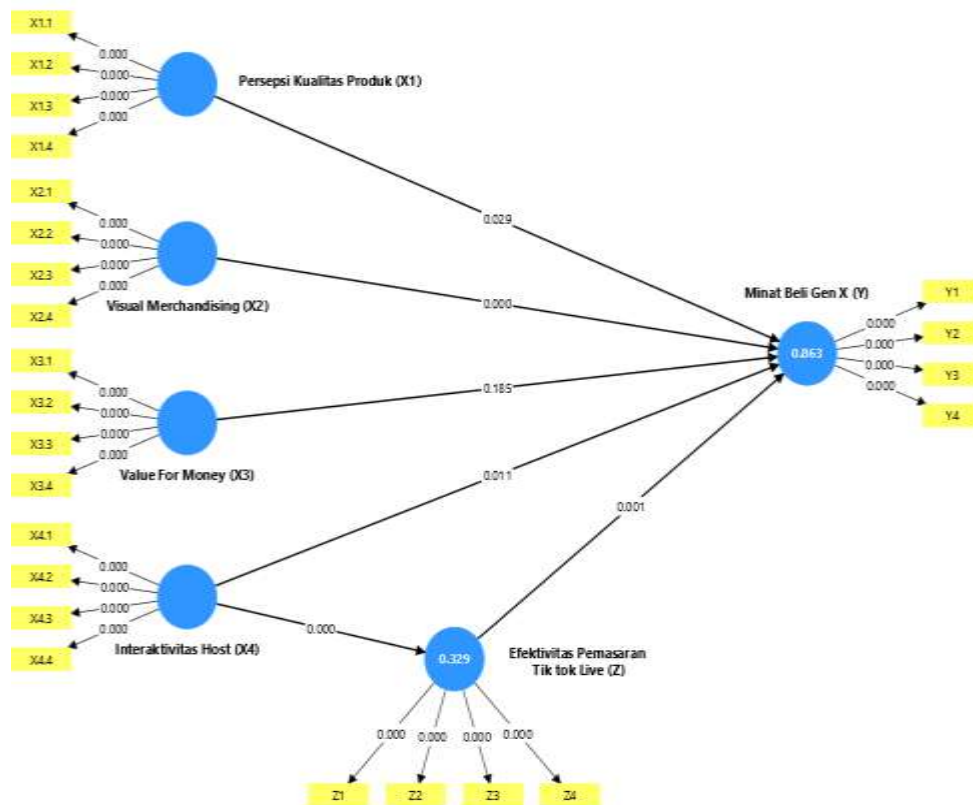 X1.1
0.000
X1.2
0.000
Persepsi Kualitas Produk (X1)
X1.3
0.000
0.000
X1.4
X2.1
0.000
X2.2
0.000
X2.3
0.000
0.000
X2.4
Visual Merchandising (X2)
X3.1
0.000
X3.2
0.000
X3.3
0.000
0.000
X3.4
Value For Money (X3)
X4.1
0.000
X4.2
0.000
X4.3
0.000
0.000
X4.4
Interaktivitas Host (X4)
0.029
0.000
0.185
0.011
0.001
0.000
Minat Beli Gen X (Y)
0.863
0.000
Y1
0.000
Y2
0.000
Y3
0.000
Y4
0.329
Efektivitas Pemasaran
Tik tok Live (Z)
0.000
0.000
0.000
0.000
Z1
Z2
Z3
Z4